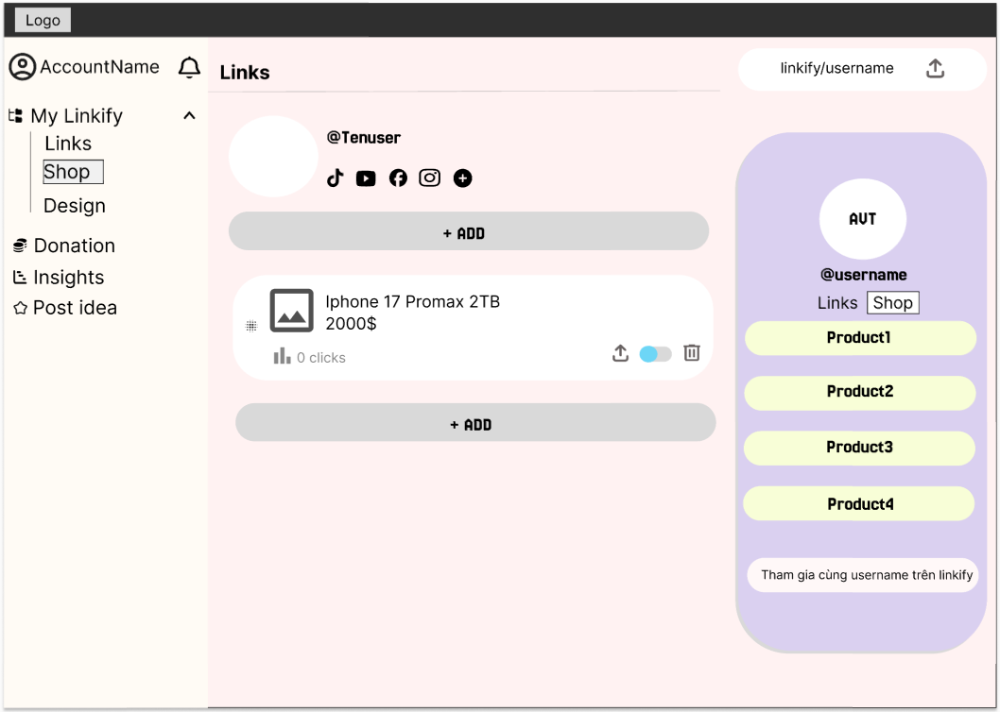 Logo
AccountName
My Linkify
Links
Shop
Design
Donation
Insights
Post idea
Links
@Tenuser
+ ADD
Iphone 17 Promax 2TB
2000$
0 clicks
+ ADD
linkify/username
AVT
@username
Links Shop
Product1
Product2
Product3
Product4
Tham gia cùng username trên linkify